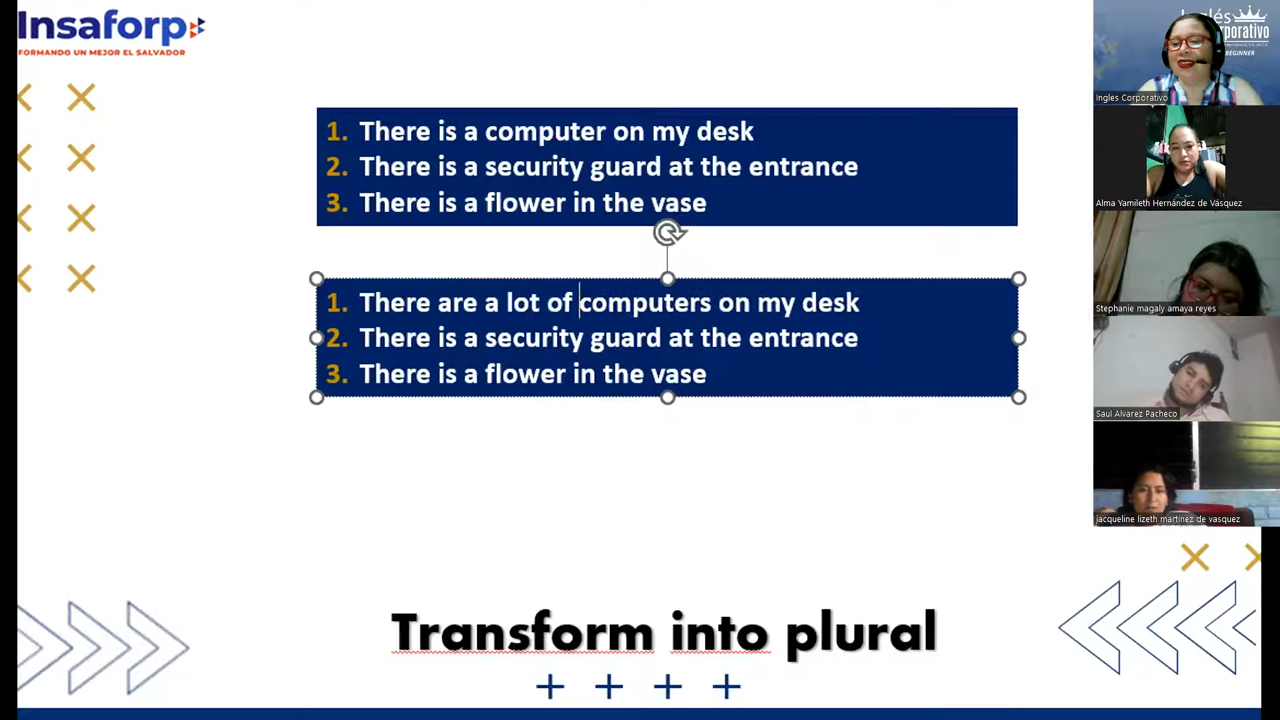 Insaforp
FORMANDO UN MEJOR EL SALVADOR
1. There is a computer on my desk
2. There is a security guard at the entrance
3. There is a flower in the vase
1. There are a lot of computers on my desk
2. There is a security guard at the entrance
3. There is a flower in the vase
Transform into plural
BEGINNER
Ingles Corporativo
Alma Yamileth Hernández de Vásquez
Stephanie magaly amaya reyes
Saul Alvarez Pacheco
jacqueline lizeth martinez de vasquez